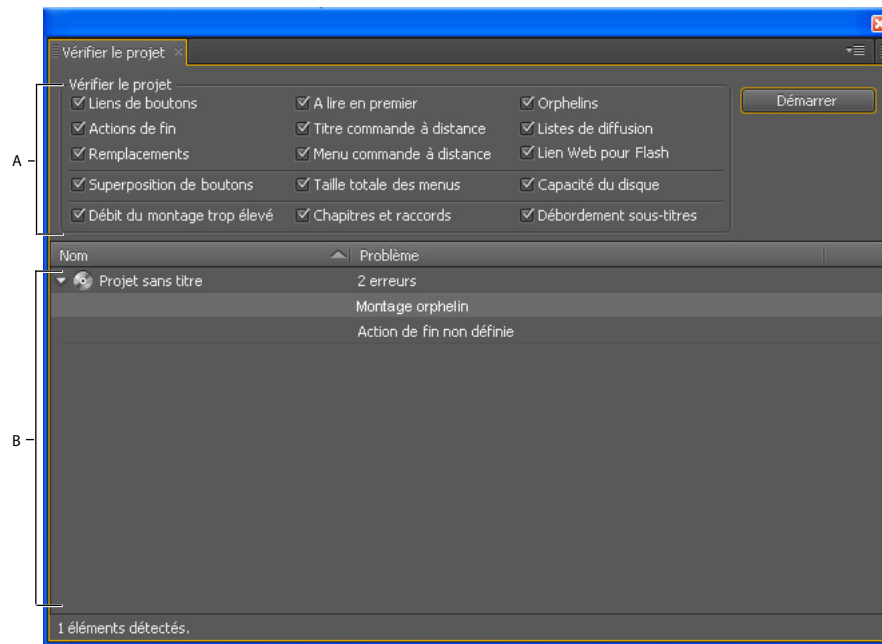 Vérifier le projet
Vérifier le projet
Liens de boutons
A lire en premier
Orphelins
Démarrer
Actions de fin
Titre commande à distance
Listes de diffusion
A
Remplacements
Menu commande à distance
Lien Web pour Flash
Superposition de boutons
Taille totale des menus
Capacité du disque
Débit du montage trop élevé
Chapitres et raccords
Débordement sous-titres
Nom
Problème
Projet sans titre
2 erreurs
Montage orphelin
Action de fin non définie
B
1 éléments détectés.